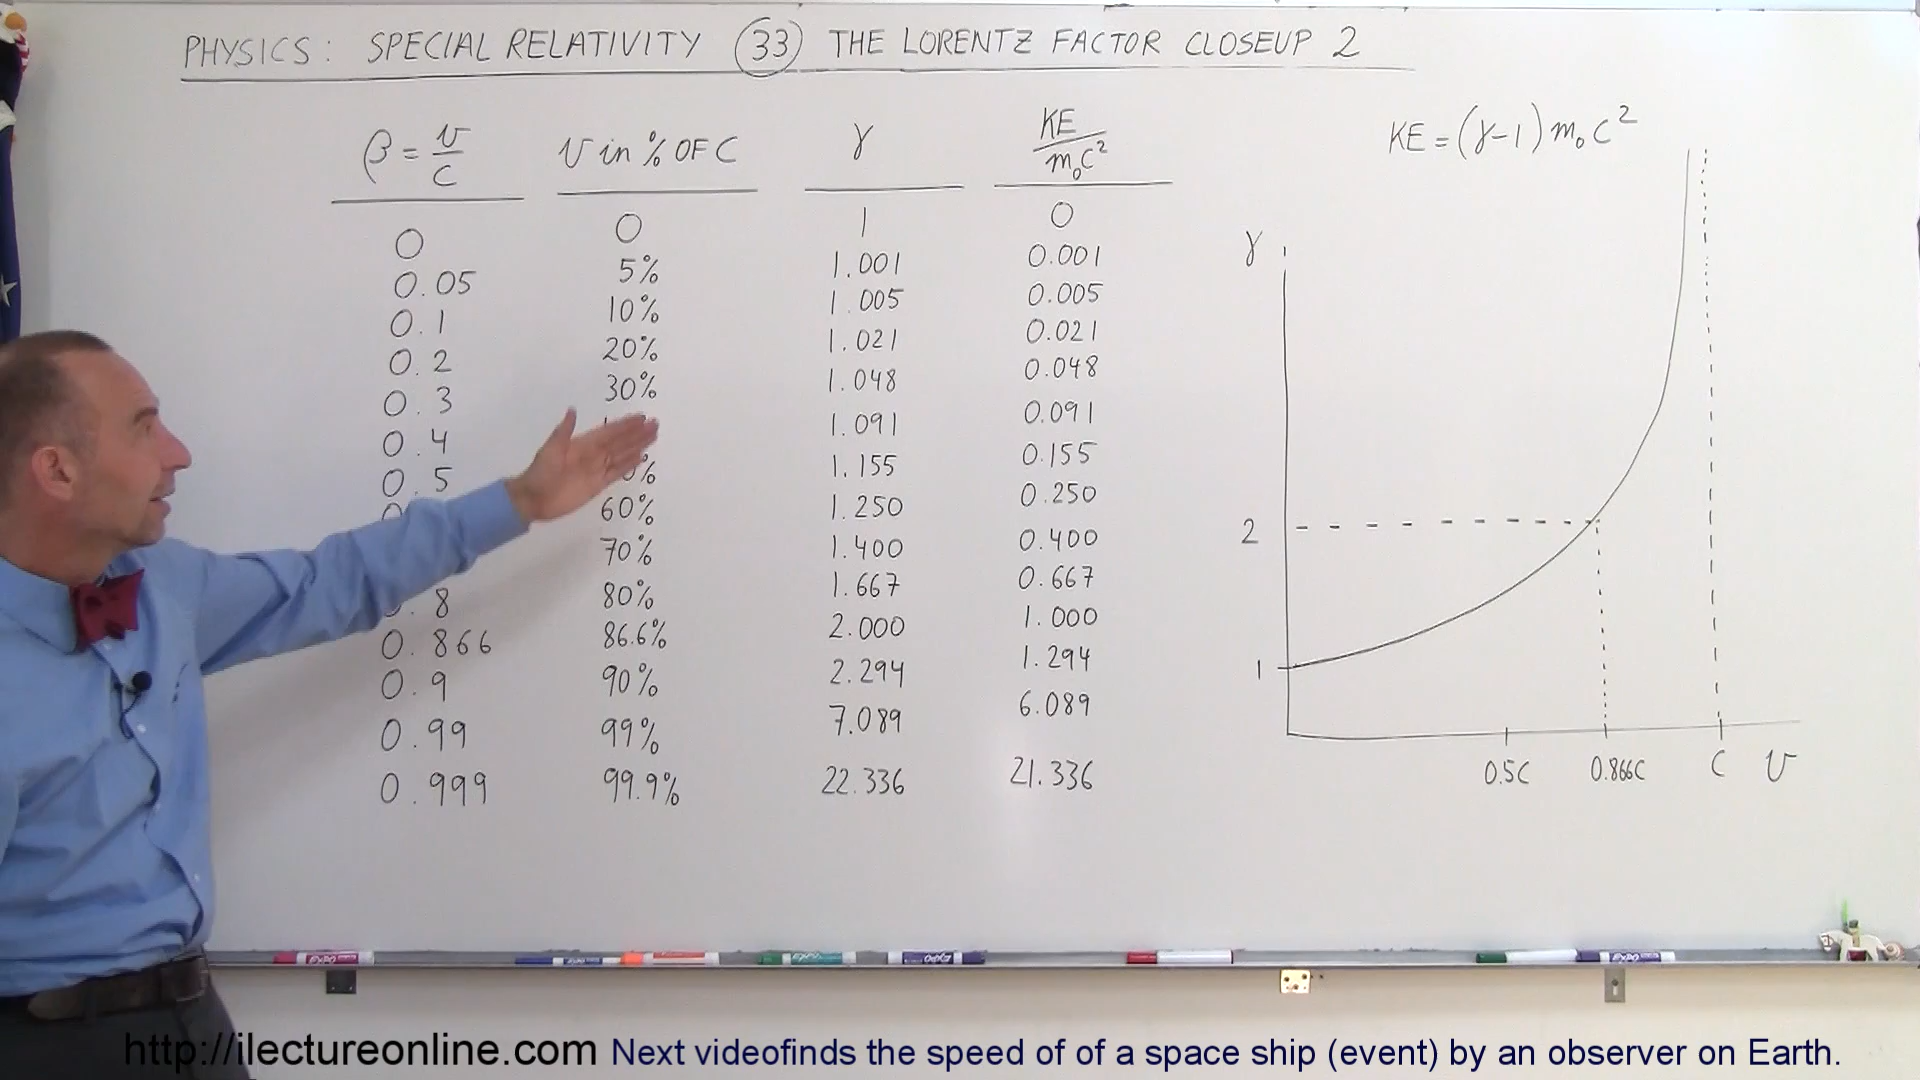 PHYSICS: SPECIAL RELATIVITY 33 THE LORENTZ FACTOR CLOSEUP 2
β = v/c v in % OF C γ KE/m₀c²
0 0 1 0
0.05 5% 1.001 0.001
0.1 10% 1.005 0.005
0.2 20% 1.021 0.021
0.3 30% 1.048 0.048
0.4 1.091 0.091
0.5 1.155 0.155
60% 1.250 0.250
70% 1.400 0.400
.8 80% 1.667 0.667
0.866 86.6% 2.000 1.000
0.9 90% 2.294 1.294
0.99 99% 7.089 6.089
0.999 99.9% 22.336 21.336
KE = (γ-1) m₀c²
γ
2
1
0.5C 0.866C C v
EXPO
EXPO
EXPO
http://ilectureonline.com Next videofinds the speed of of a space ship (event) by an observer on Earth.